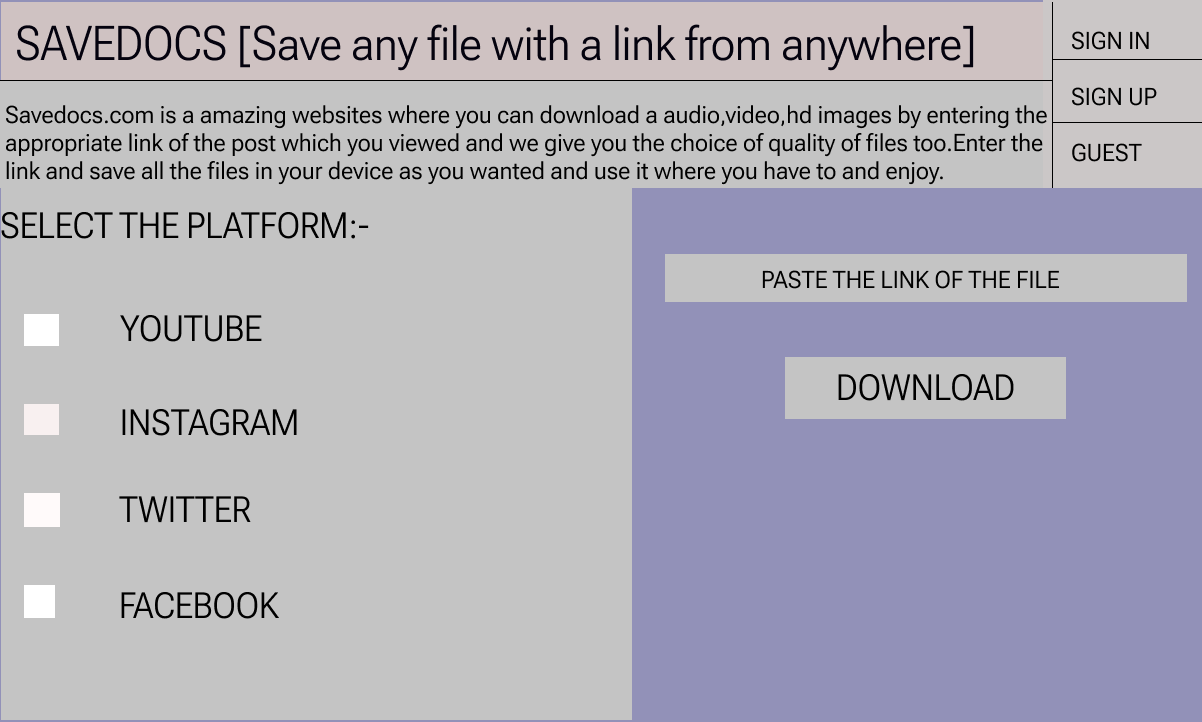 SAVEDOCS [Save any file with a link from anywhere]
SIGN IN
SIGN UP
GUEST
Savedocs.com is a amazing websites where you can download a audio,video,hd images by entering the
appropriate link of the post which you viewed and we give you the choice of quality of files too.Enter the
link and save all the files in your device as you wanted and use it where you have to and enjoy.
SELECT THE PLATFORM:-
YOUTUBE
INSTAGRAM
TWITTER
FACEBOOK
PASTE THE LINK OF THE FILE
DOWNLOAD